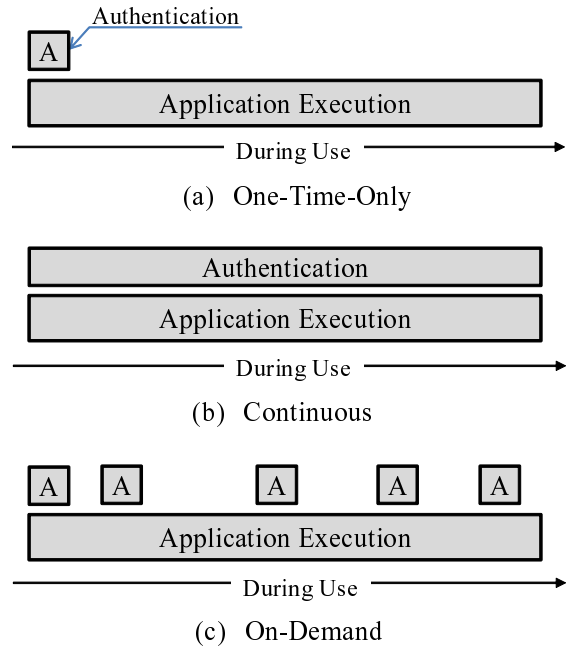 Authentication
A
Application Execution
During Use
(a) One-Time-Only
Authentication
Application Execution
During Use
(b) Continuous
A A A A A
Application Execution
During Use
(c) On-Demand